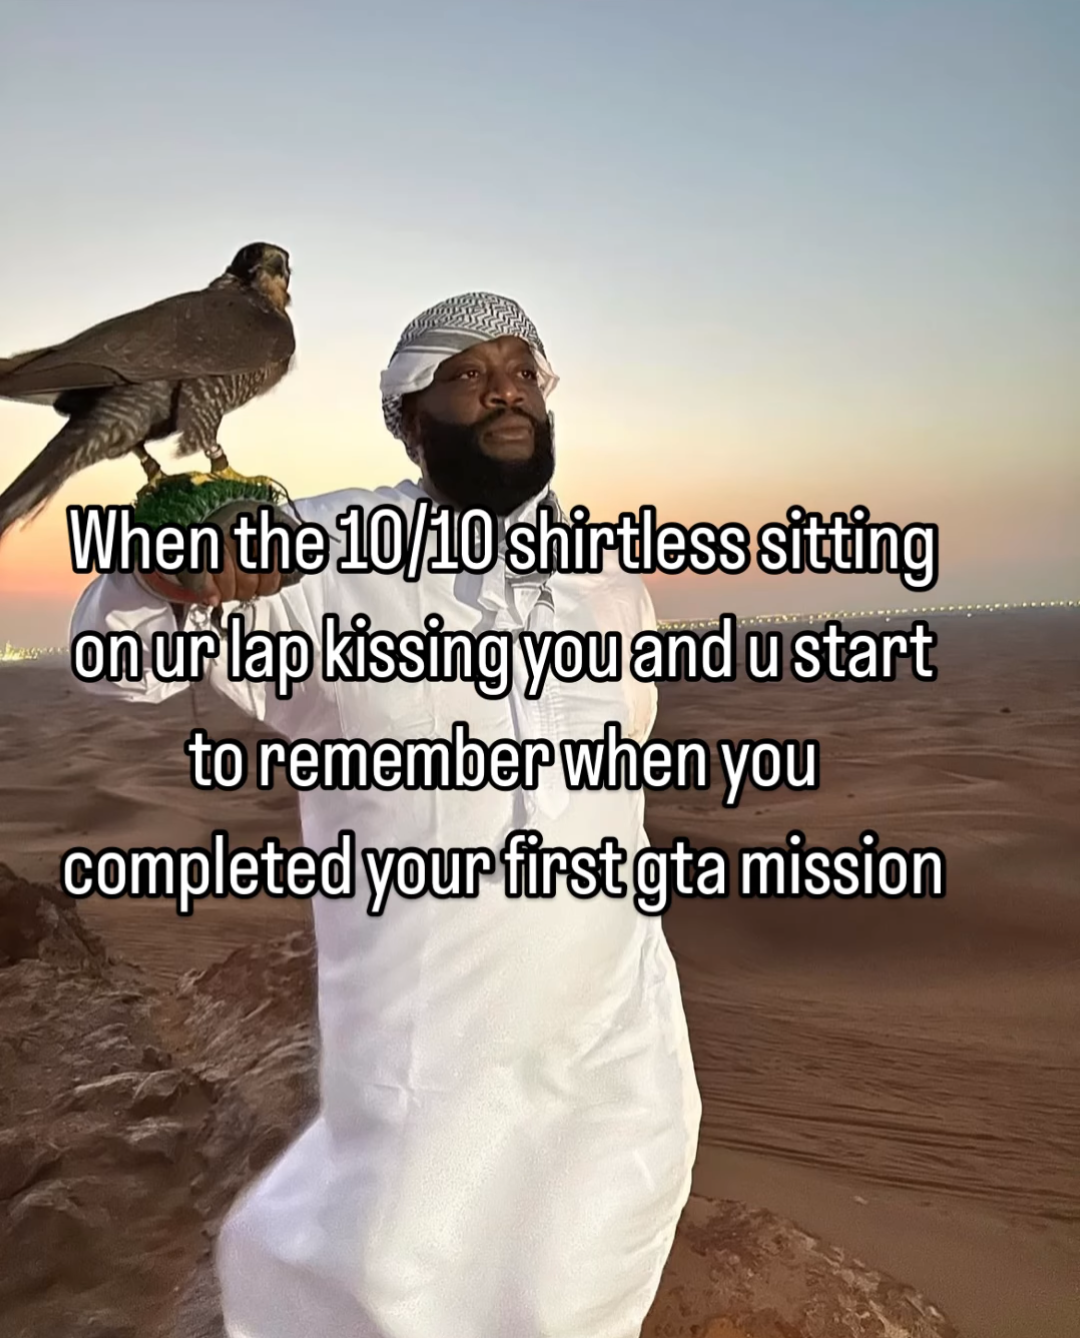 When the 10/10 shirtless sitting
on ur lap kissing you and u start
to remember when you
completed your first gta mission